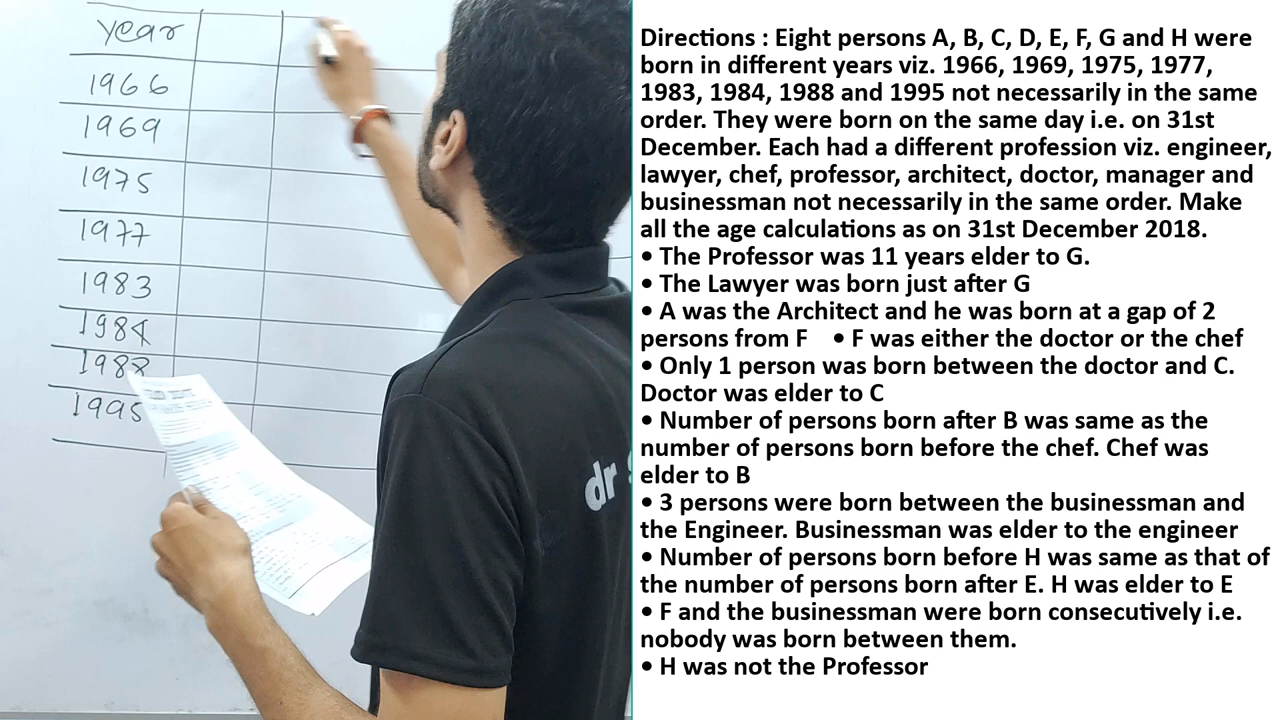 year
1966
1969
1975
1977
1983
1984
1988
1995
dr
Directions : Eight persons A, B, C, D, E, F, G and H were
born in different years viz. 1966, 1969, 1975, 1977,
1983, 1984, 1988 and 1995 not necessarily in the same
order. They were born on the same day i.e. on 31st
December. Each had a different profession viz. engineer,
lawyer, chef, professor, architect, doctor, manager and
businessman not necessarily in the same order. Make
all the age calculations as on 31st December 2018.
• The Professor was 11 years elder to G.
• The Lawyer was born just after G
• A was the Architect and he was born at a gap of 2
persons from F • F was either the doctor or the chef
• Only 1 person was born between the doctor and C.
Doctor was elder to C
• Number of persons born after B was same as the
number of persons born before the chef. Chef was
elder to B
• 3 persons were born between the businessman and
the Engineer. Businessman was elder to the engineer
• Number of persons born before H was same as that of
the number of persons born after E. H was elder to E
• F and the businessman were born consecutively i.e.
nobody was born between them.
• H was not the Professor